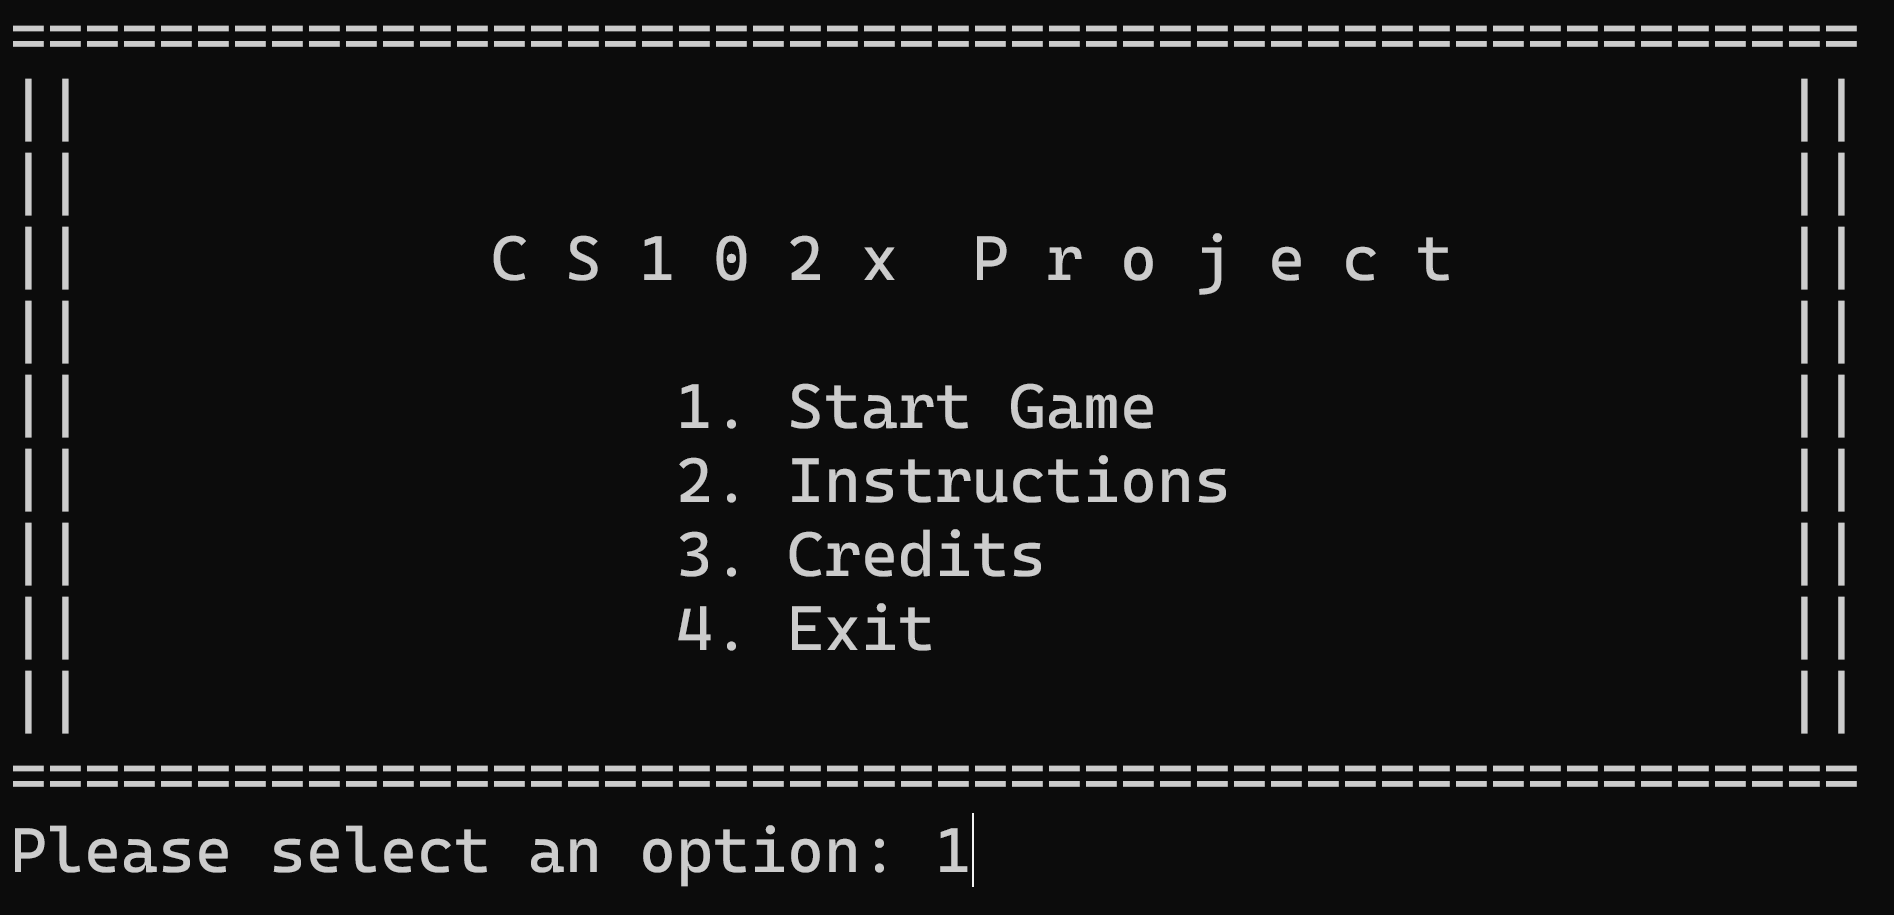 ==================================================
||                                              ||
||                                              ||
||           C S 1 0 2 x  P r o j e c t         ||
||                                              ||
||                1. Start Game                 ||
||                2. Instructions               ||
||                3. Credits                    ||
||                4. Exit                       ||
||                                              ||
==================================================
Please select an option: 1